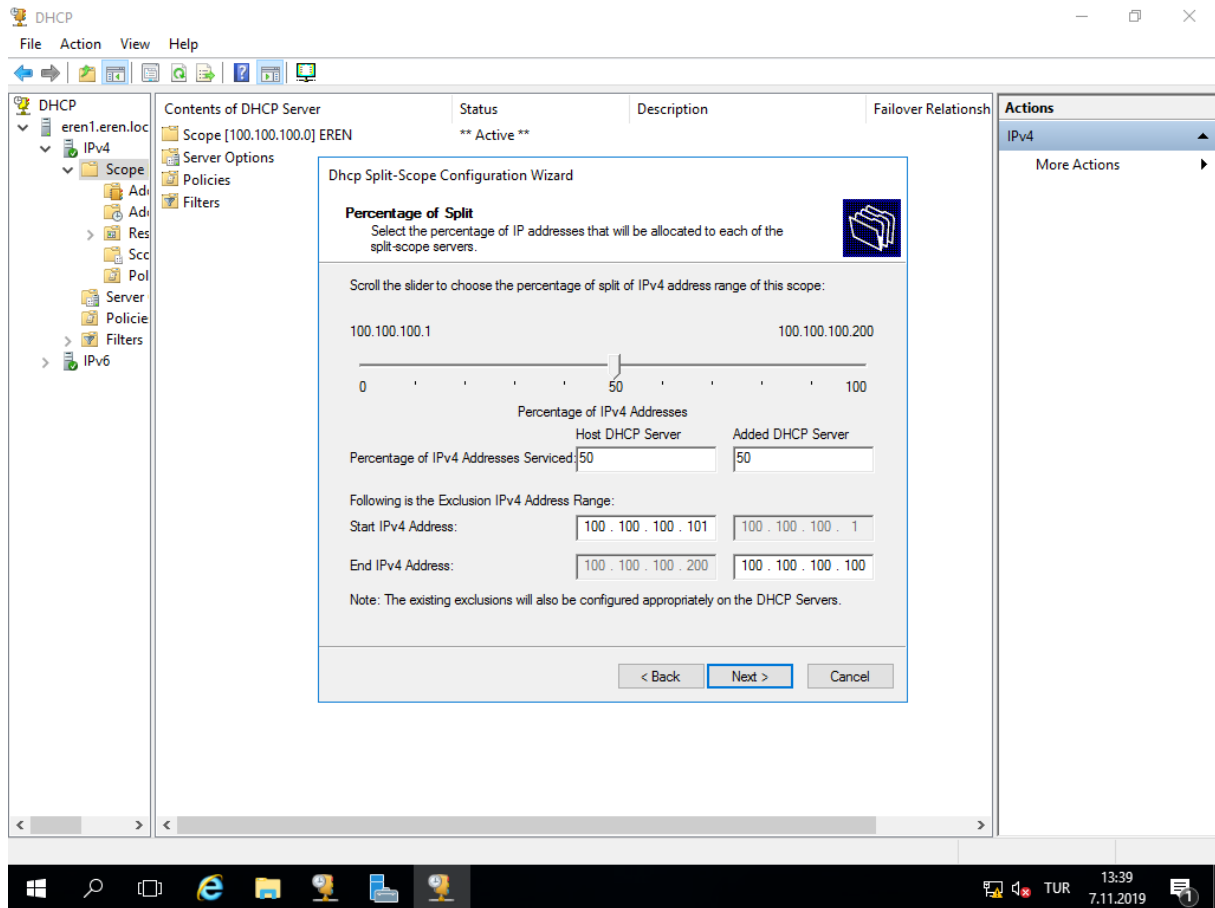 DHCP
File Action View Help
DHCP
eren1.eren.loc
IPv4
Scope
Ad
Ad
Res
Sco
Pol
Server
Policie
Filters
IPv6
Contents of DHCP Server Status Description Failover Relationsh
Scope [100.100.100.0] EREN ** Active **
Server Options
Policies
Filters
Dhcp Split-Scope Configuration Wizard
Percentage of Split
Select the percentage of IP addresses that will be allocated to each of the
split-scope servers.
Scroll the slider to choose the percentage of split of IPv4 address range of this scope:
100.100.100.1 100.100.100.200
0 50 100
Percentage of IPv4 Addresses
Host DHCP Server Added DHCP Server
Percentage of IPv4 Addresses Serviced: 50 50
Following is the Exclusion IPv4 Address Range:
Start IPv4 Address: 100 . 100 . 100 . 101 100 . 100 . 100 . 1
End IPv4 Address: 100 . 100 . 100 . 200 100 . 100 . 100 . 100
Note: The existing exclusions will also be configured appropriately on the DHCP Servers.
< Back Next > Cancel
Actions
IPv4
More Actions
TUR 13:39
7.11.2019
1